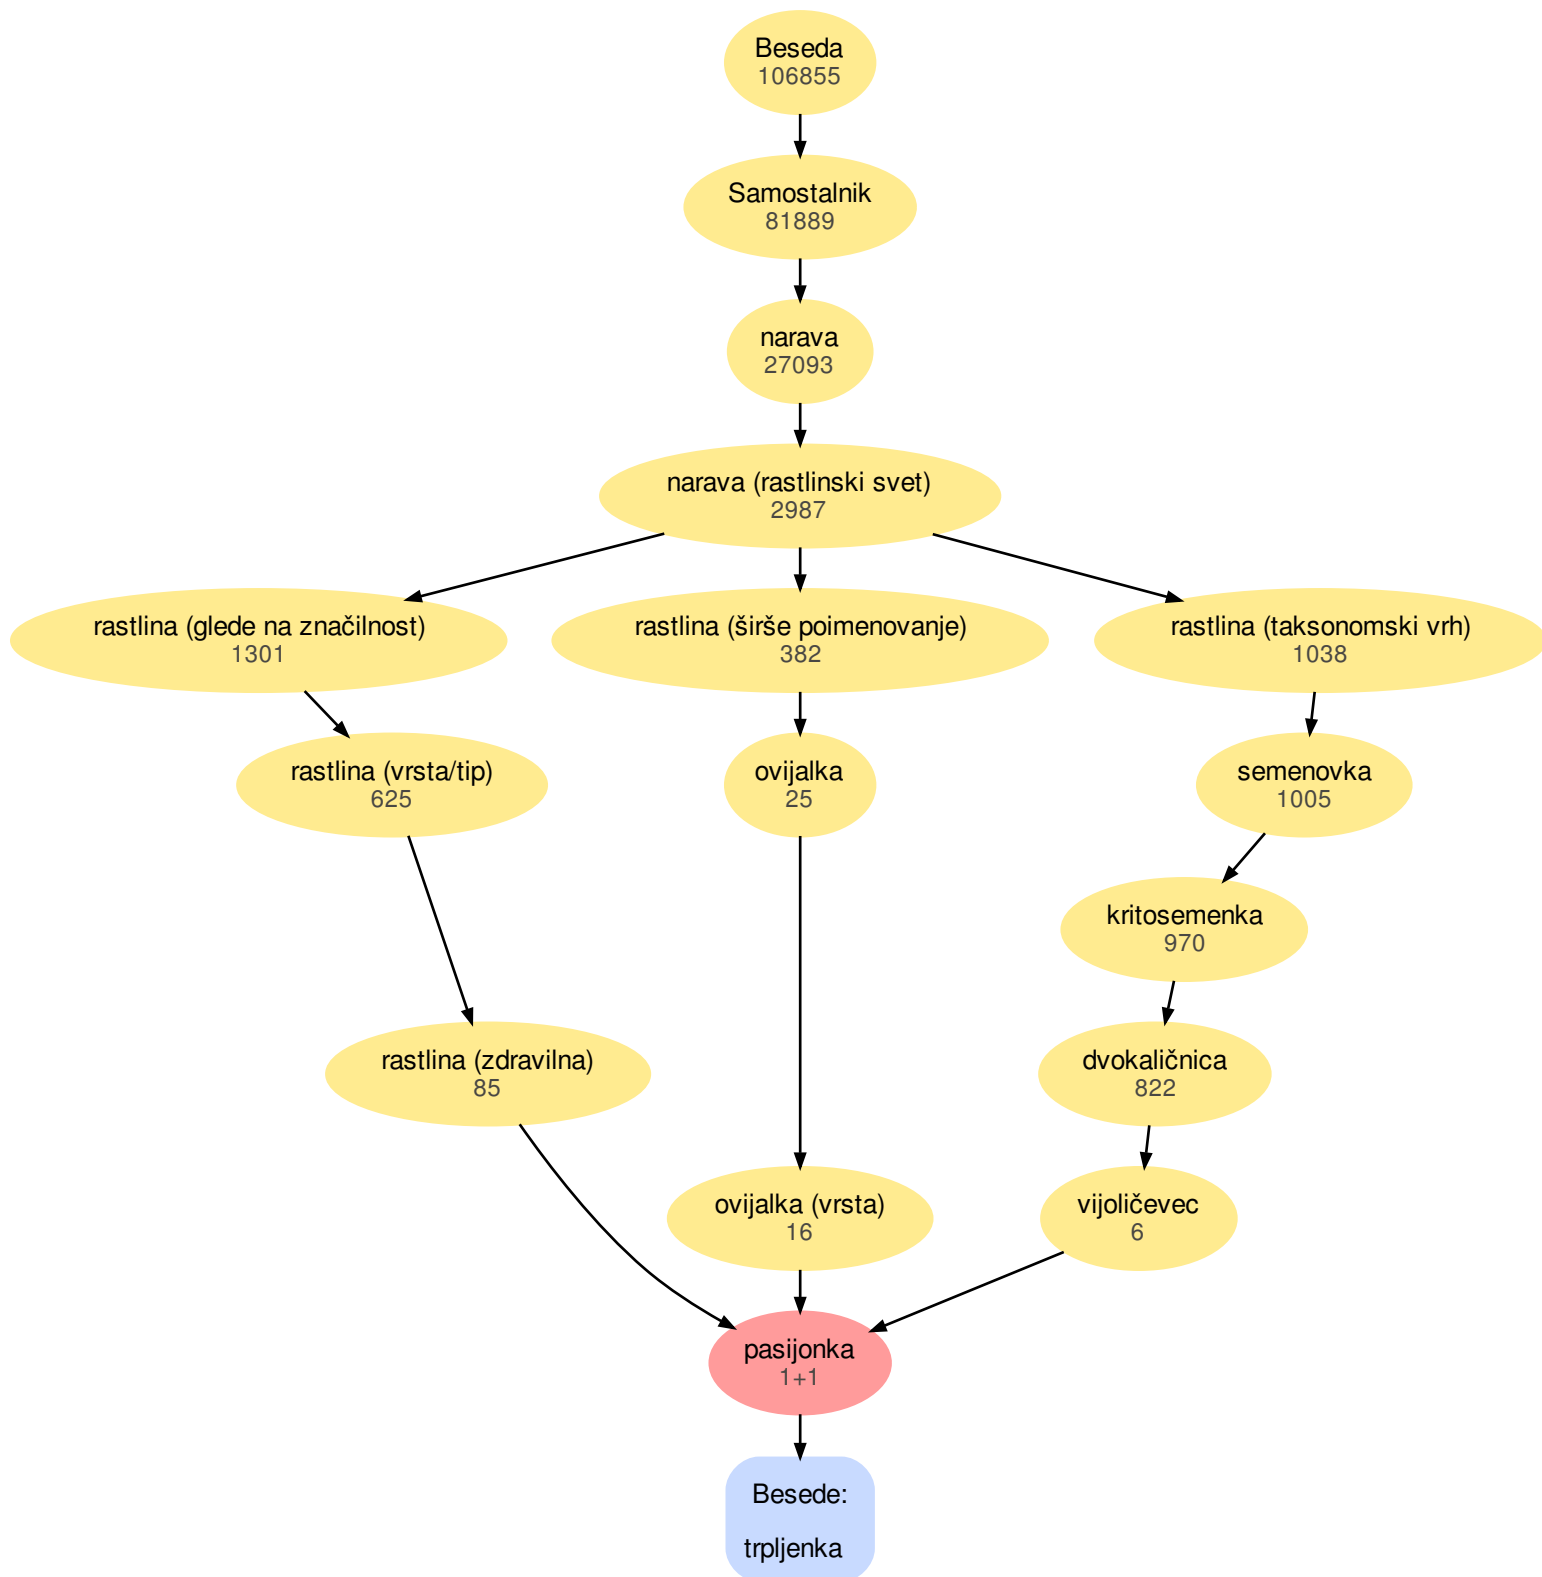 Beseda
106855
Samostalnik
81889
narava
27093
narava (rastlinski svet)
2987
rastlina (glede na značilnost)
1301
rastlina (širše poimenovanje)
382
rastlina (taksonomski vrh)
1038
rastlina (vrsta/tip)
625
ovijalka
25
semenovka
1005
kritosemenka
970
rastlina (zdravilna)
85
dvokaličnica
822
ovijalka (vrsta)
16
vijoličevec
6
pasijonka
1+1
Besede:
trpljenka